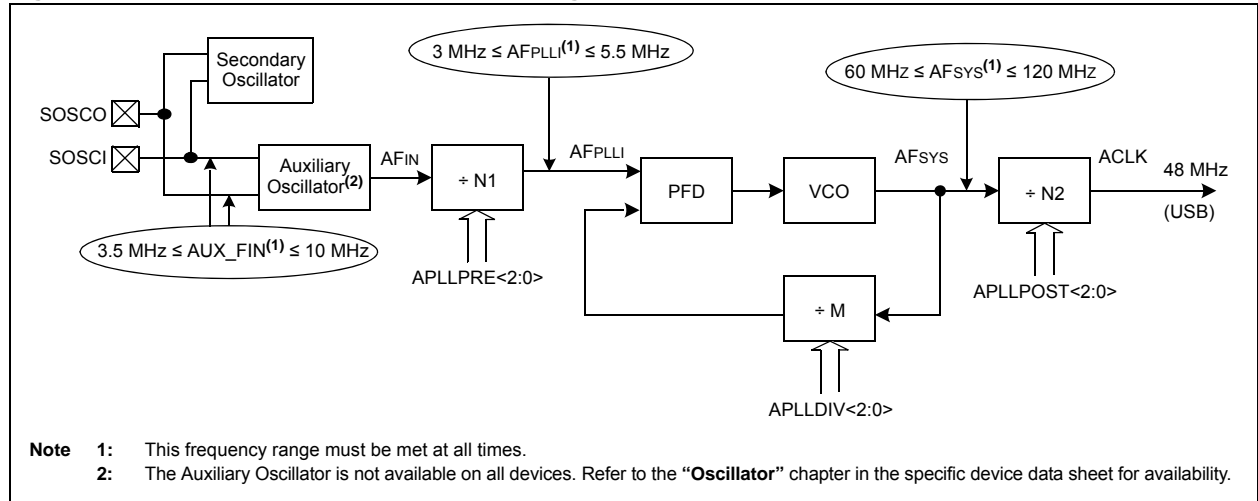 Secondary
Oscillator
3 MHz ≤ AFPLLI(1) ≤ 5.5 MHz
60 MHz ≤ AFSYS(1) ≤ 120 MHz
SOSCO
SOSCI
Auxiliary
Oscillator(2)
AFIN
÷ N1
AFPLLI
PFD
VCO
AFSYS
÷ N2
ACLK
48 MHz
(USB)
3.5 MHz ≤ AUX_FIN(1) ≤ 10 MHz
APLLPRE<2:0>
÷ M
APLLPOST<2:0>
APLLDIV<2:0>
Note 1: This frequency range must be met at all times.
2: The Auxiliary Oscillator is not available on all devices. Refer to the “Oscillator” chapter in the specific device data sheet for availability.